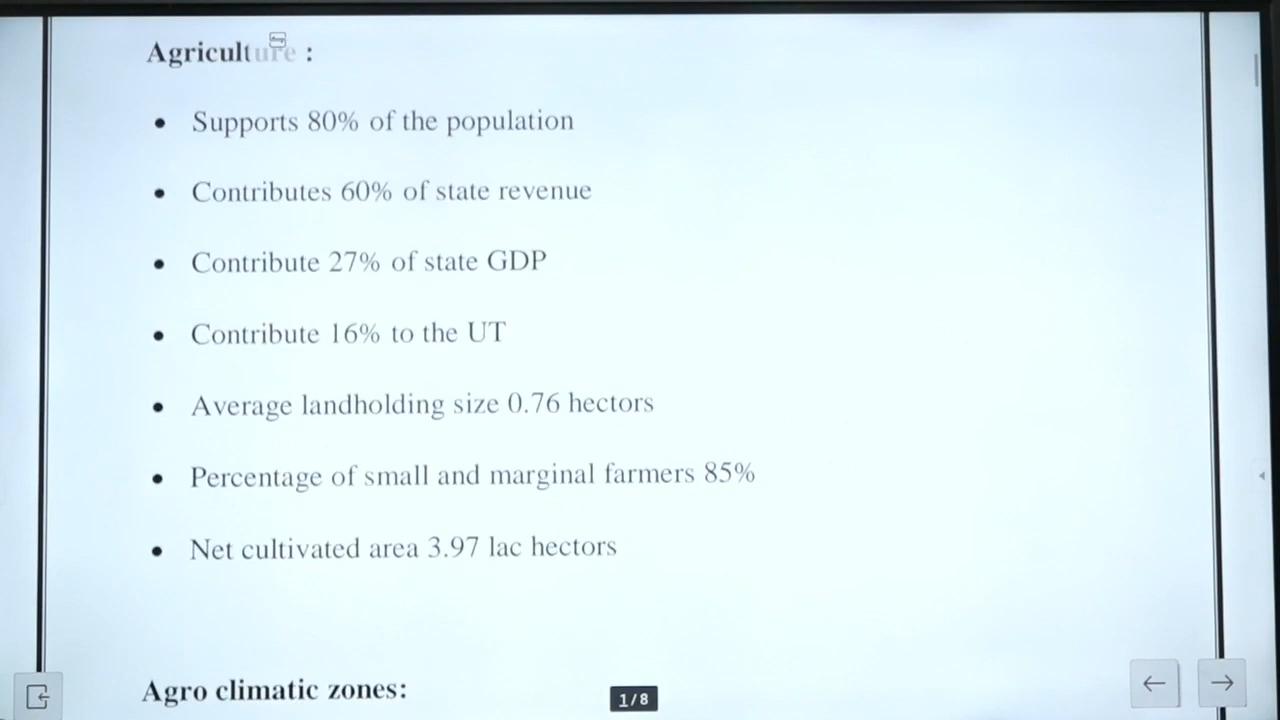 Agriculture :
• Supports 80% of the population
• Contributes 60% of state revenue
• Contribute 27% of state GDP
• Contribute 16% to the UT
• Average landholding size 0.76 hectors
• Percentage of small and marginal farmers 85%
• Net cultivated area 3.97 lac hectors
Agro climatic zones:
1/8